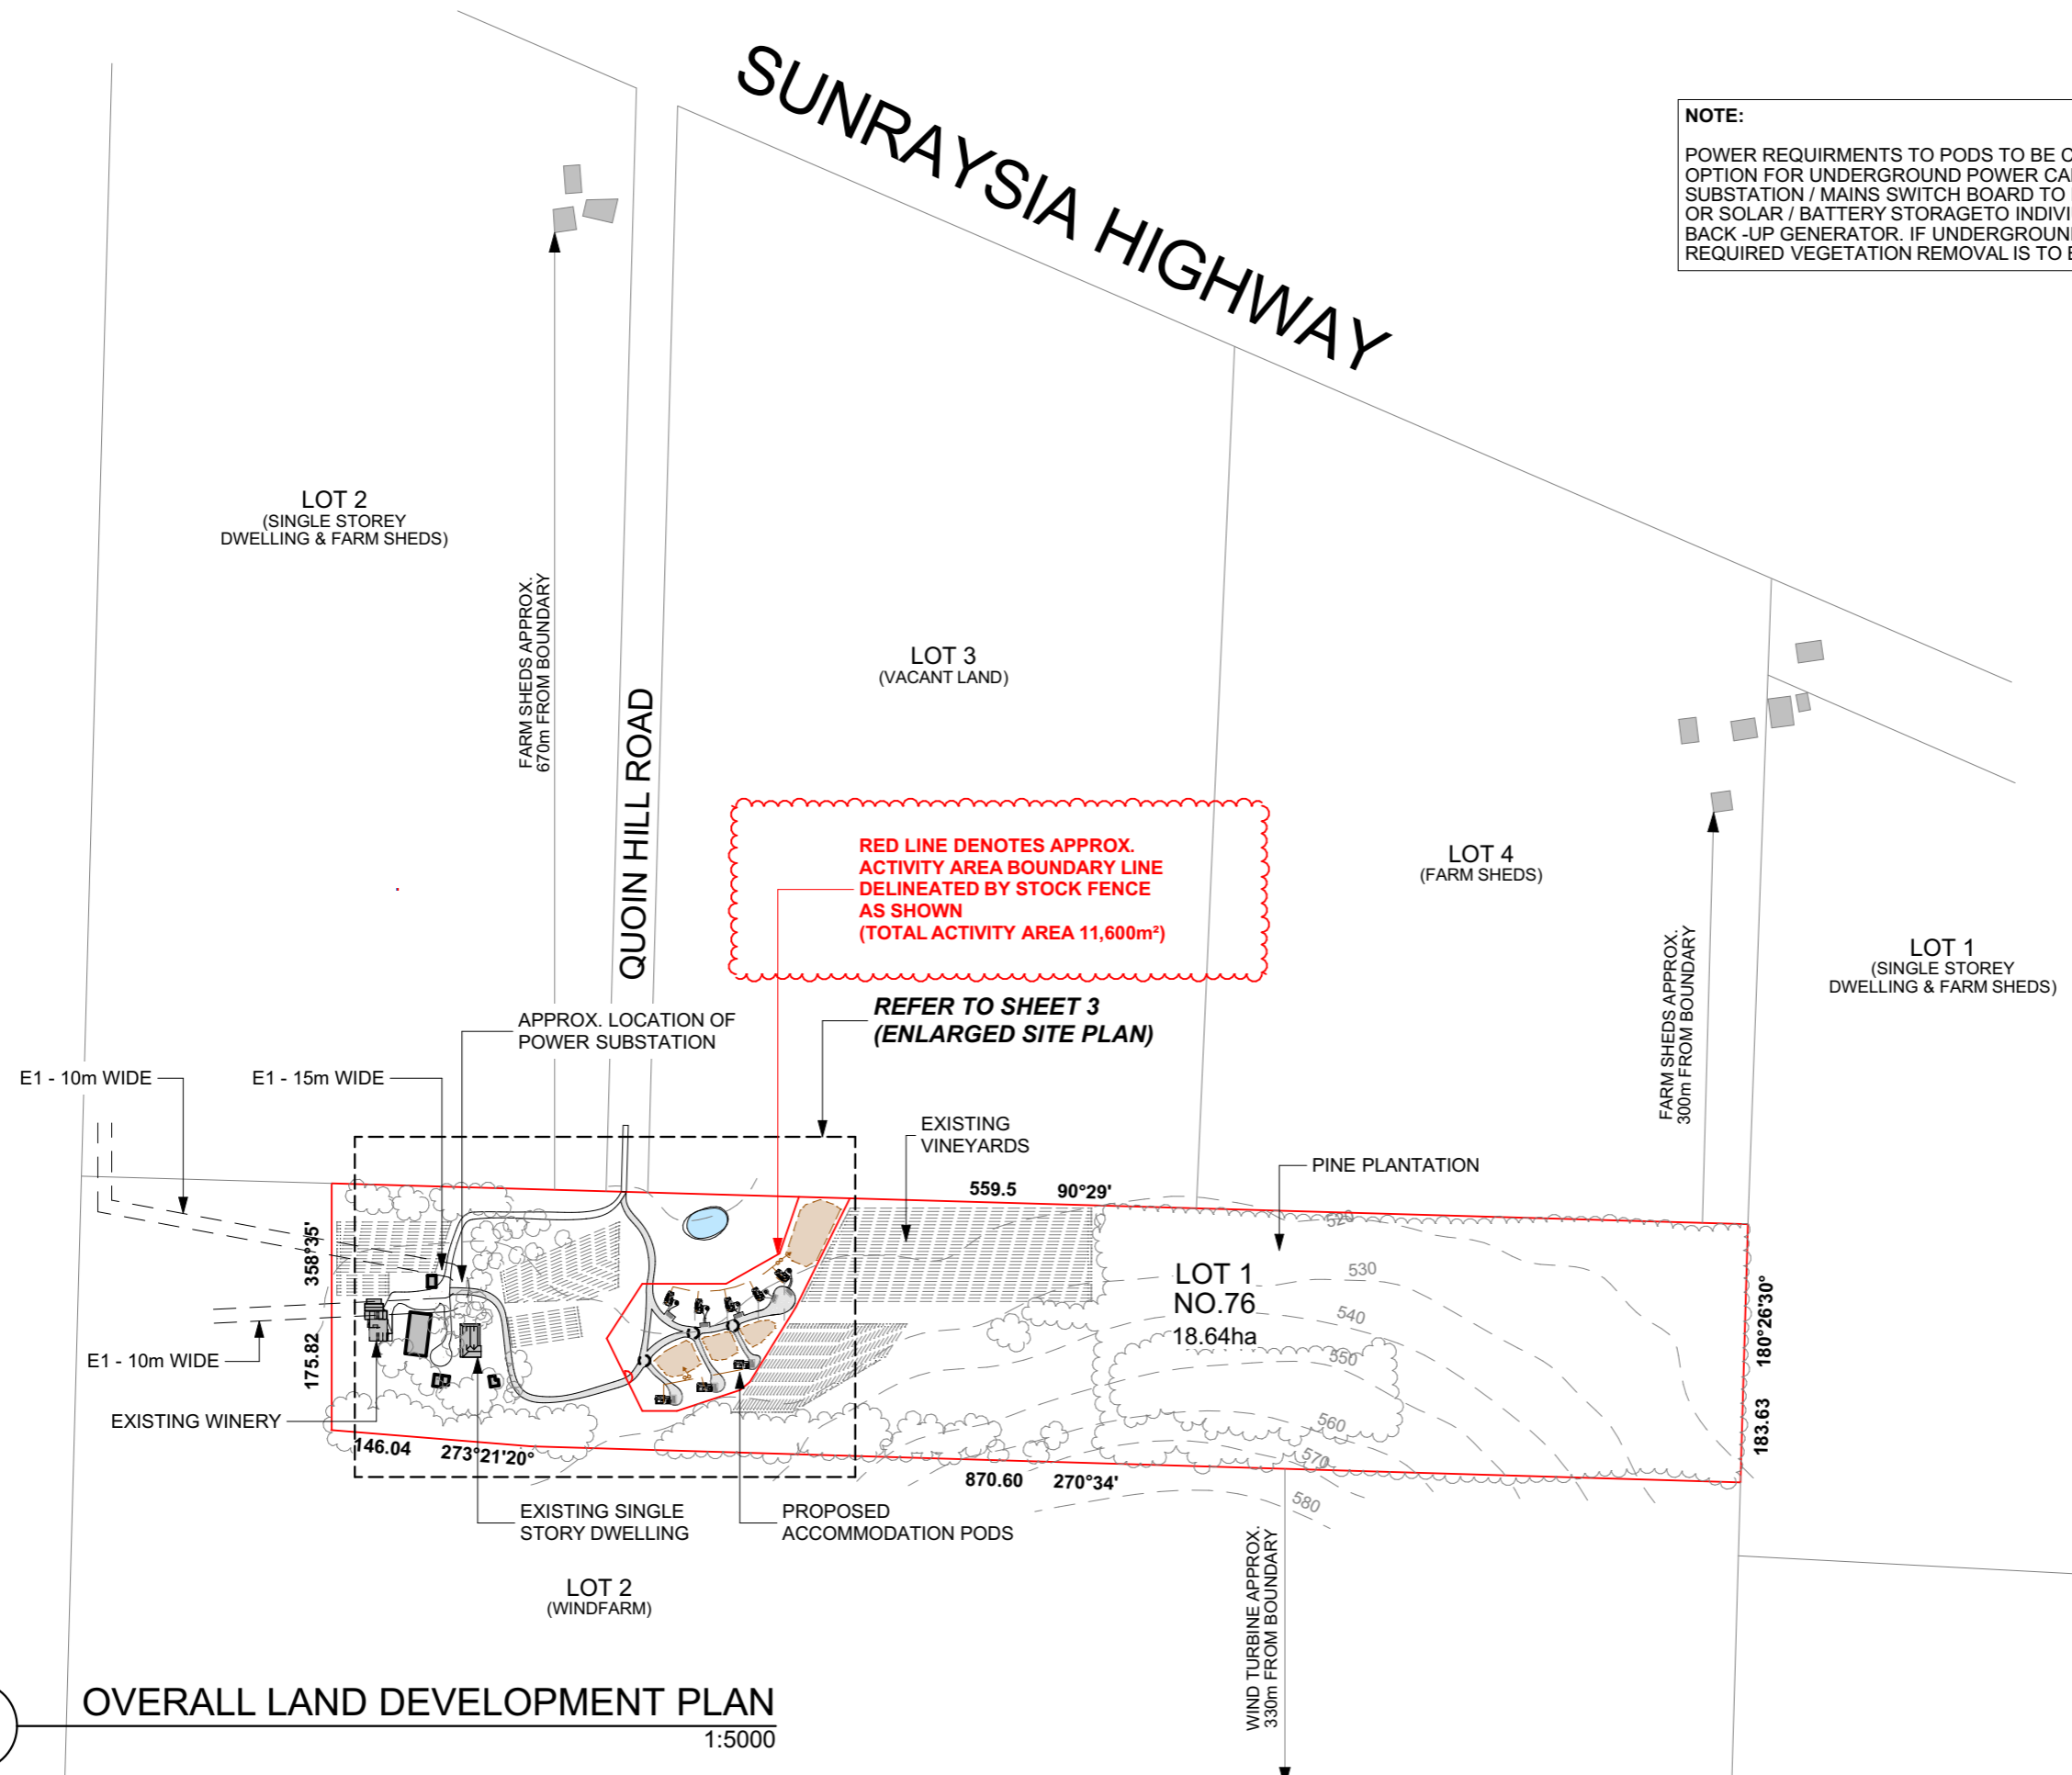 SUNRAYSIA HIGHWAY
NOTE:
POWER REQUIRMENTS TO PODS TO BE
OPTION FOR UNDERGROUND POWER
SUBSTATION / MAINS SWITCH BOARD TO
OR SOLAR / BATTERY STORAGETO
BACK -UP GENERATOR. IF
REQUIRED VEGETATION REMOVAL IS TO
LOT 2
(SINGLE STOREY
DWELLING & FARM SHEDS)
FARM SHEDS APPROX.
670m FROM BOUNDARY
QUOIN HILL ROAD
LOT 3
(VACANT LAND)
RED LINE DENOTES APPROX.
ACTIVITY AREA BOUNDARY LINE
DELINEATED BY STOCK FENCE
AS SHOWN
(TOTAL ACTIVITY AREA 11,600m²)
LOT 4
(FARM SHEDS)
FARM SHEDS APPROX.
300m FROM BOUNDARY
LOT 1
(SINGLE STOREY
DWELLING & FARM SHEDS)
REFER TO SHEET 3
(ENLARGED SITE PLAN)
APPROX. LOCATION OF
POWER SUBSTATION
E1 - 10m WIDE
E1 - 15m WIDE
EXISTING
VINEYARDS
PINE PLANTATION
559.5 90°29'
358°35'
175.82
520
530
540
550
560
570
580
LOT 1
NO.76
18.64ha
180°26'30"
183.63
E1 - 10m WIDE
EXISTING WINERY
146.04 273°21'20"
870.60 270°34'
EXISTING SINGLE
STORY DWELLING
PROPOSED
ACCOMMODATION PODS
LOT 2
(WINDFARM)
WIND TURBINE APPROX.
330m FROM BOUNDARY
OVERALL LAND DEVELOPMENT PLAN
1:5000